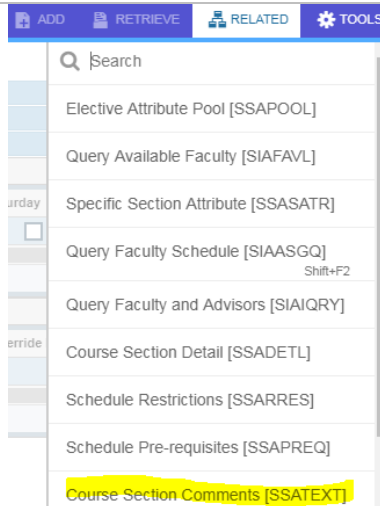 ADD RETRIEVE RELATED TOOLS
Search
Elective Attribute Pool [SSAPOOL]
Query Available Faculty [SIAFAVL]
urday
Specific Section Attribute [SSASATR]
Query Faculty Schedule [SIAASGQ]
Shift+F2
Query Faculty and Advisors [SIAIQRY]
erride
Course Section Detail [SSADETL]
Schedule Restrictions [SSARRES]
Schedule Pre-requisites [SSAPREQ]
Course Section Comments [SSATEXT]